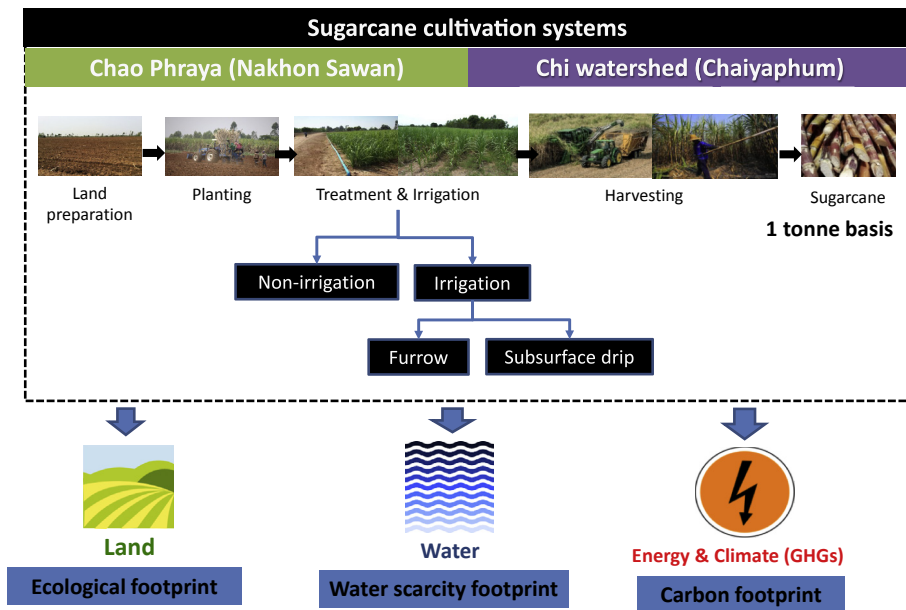 Sugarcane cultivation systems
Chao Phraya (Nakhon Sawan)
Chi watershed (Chaiyaphum)
Land
preparation
Planting
Treatment & Irrigation
Harvesting
Sugarcane
1 tonne basis
Non-irrigation
Irrigation
Furrow
Subsurface drip
Land
Water
Energy & Climate (GHGs)
Ecological footprint
Water scarcity footprint
Carbon footprint